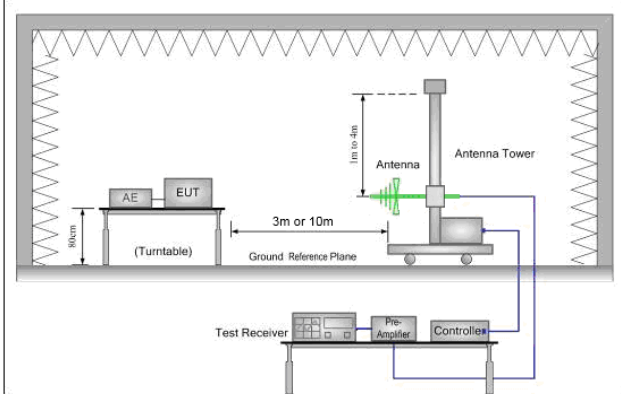 1m to 4m
Antenna
Antenna Tower
AE
EUT
80cm
(Turntable)
3m or 10m
Ground Reference Plane
Test Receiver
Pre-
Amplifier
Controller